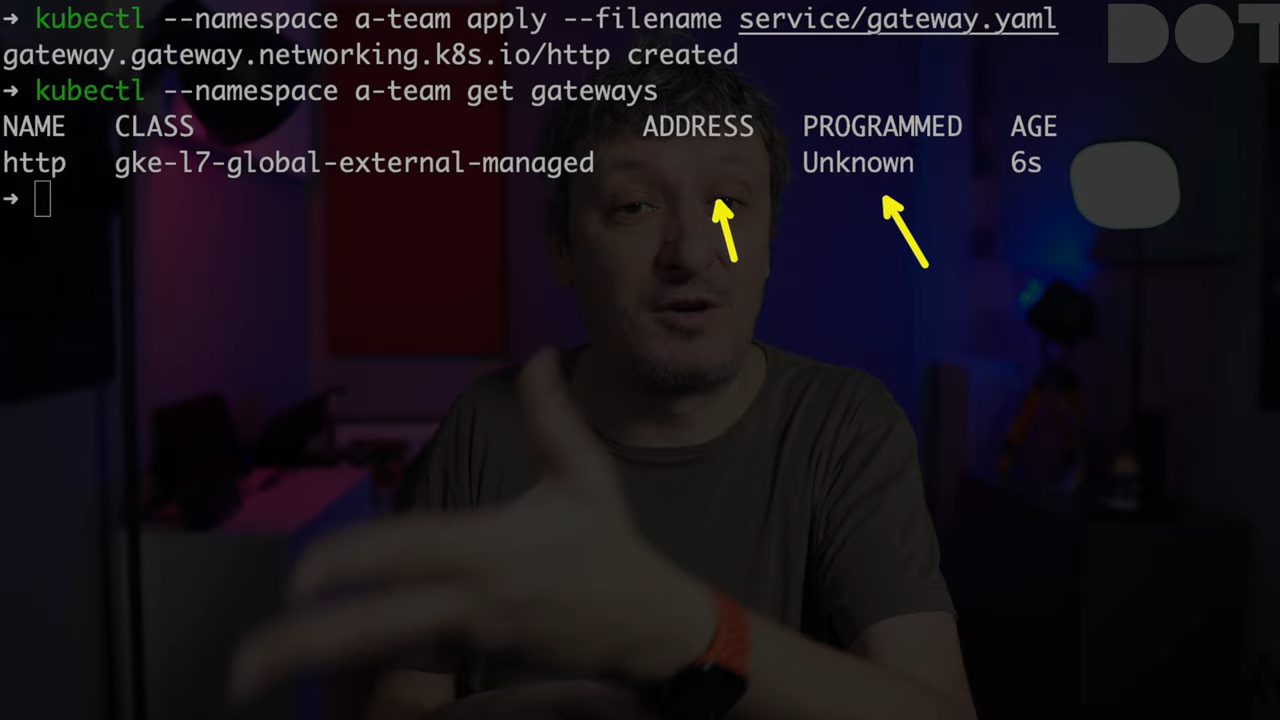 ➜ kubectl --namespace a-team apply --filename service/gateway.yaml
gateway.gateway.networking.k8s.io/http created
➜ kubectl --namespace a-team get gateways
NAME CLASS ADDRESS PROGRAMMED AGE
http gke-l7-global-external-managed Unknown 6s
➜
DOT